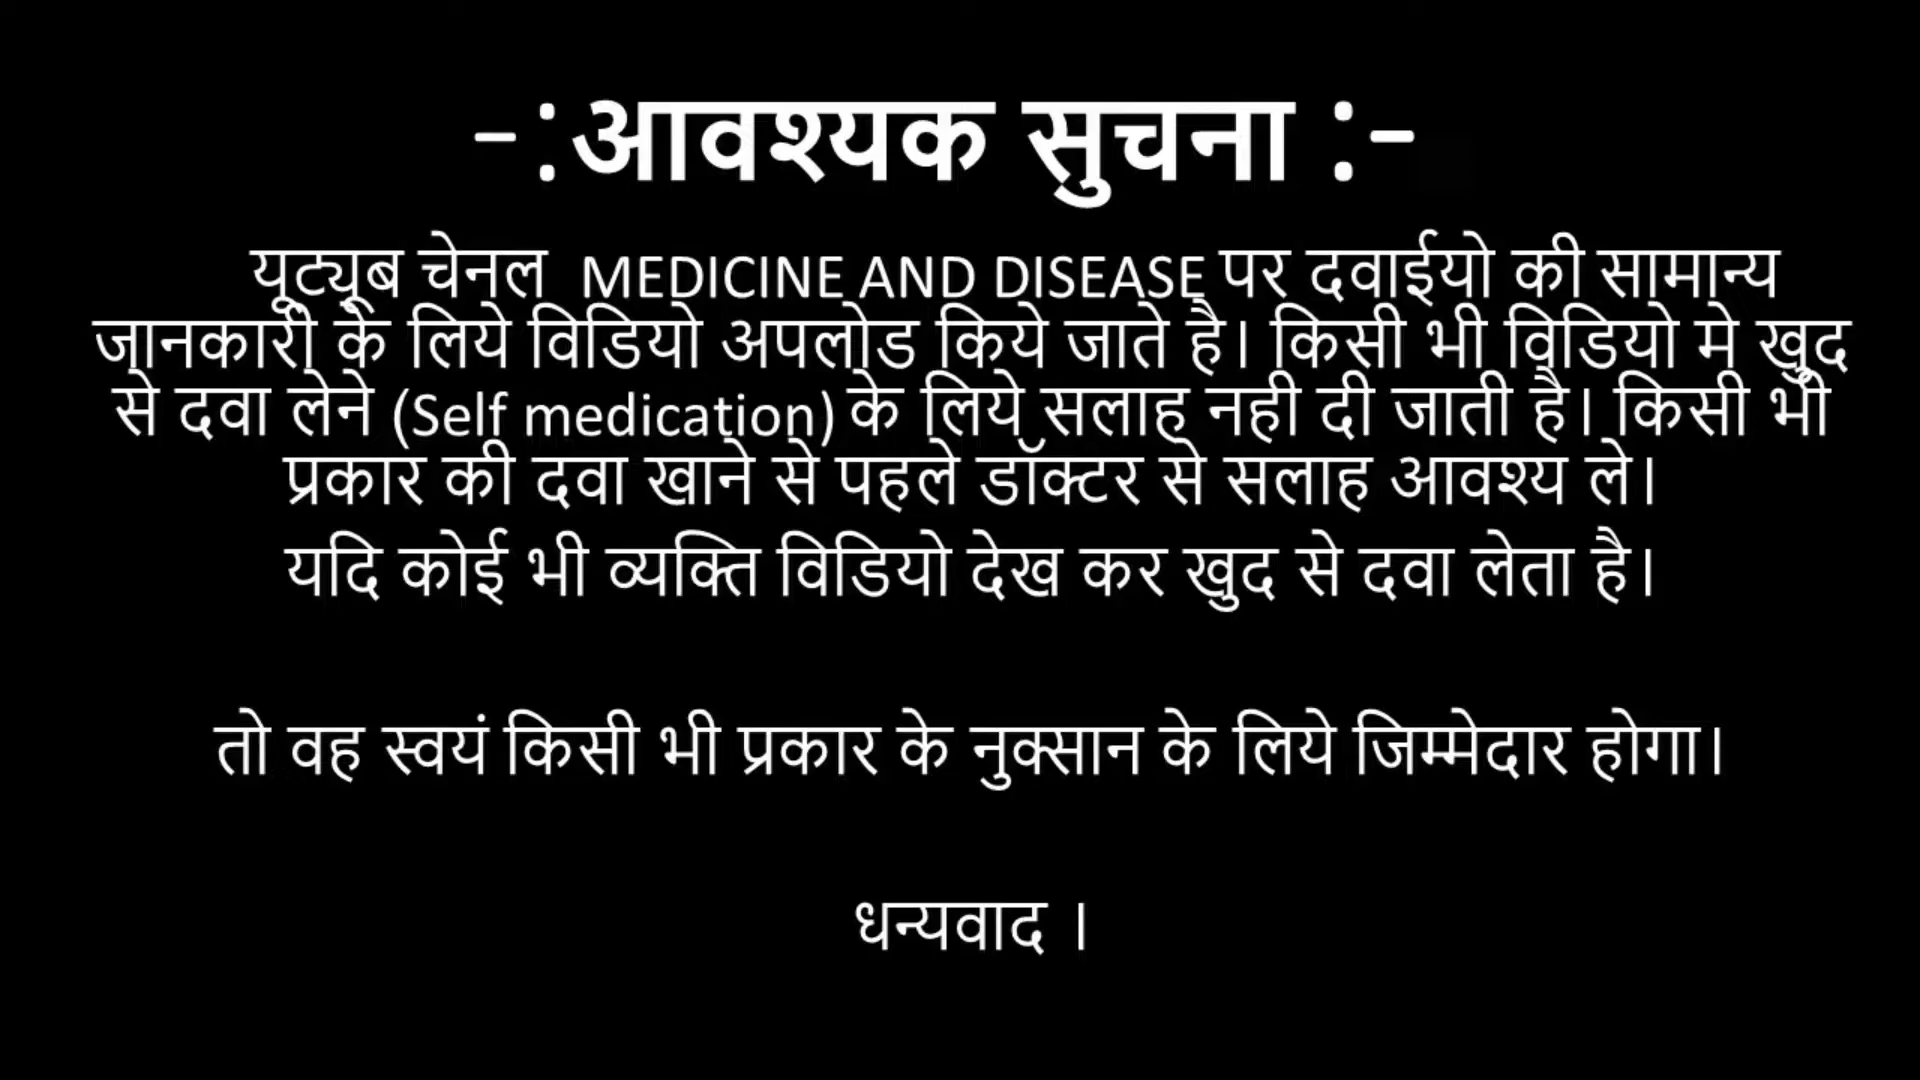 -:आवश्यक सुचना :-
यूट्यूब चेनल MEDICINE AND DISEASE पर दवाईयो की सामान्य
जानकारी के लिये विडियो अपलोड किये जाते है। किसी भी विडियो मे खुद
से दवा लेने (Self medication) के लिये सलाह नही दी जाती है। किसी भी
प्रकार की दवा खाने से पहले डॉक्टर से सलाह आवश्य ले।
यदि कोई भी व्यक्ति विडियो देख कर खुद से दवा लेता है।
तो वह स्वयं किसी भी प्रकार के नुक्सान के लिये जिम्मेदार होगा।
धन्यवाद ।